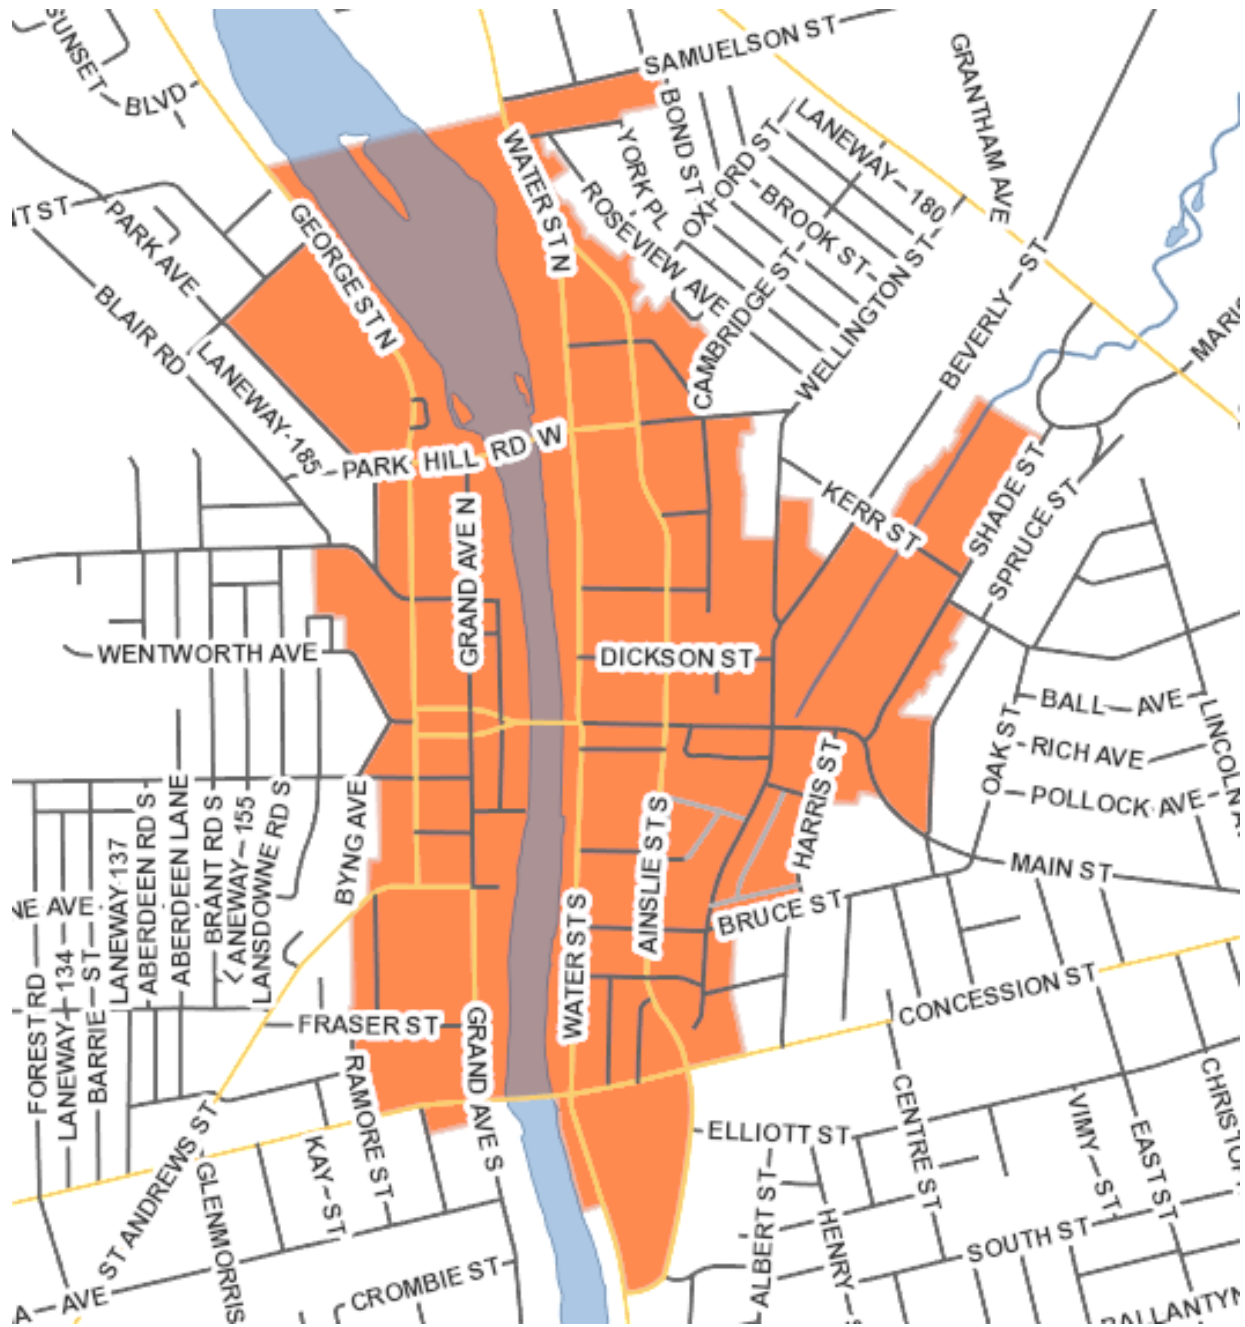 SUNSET
BLVD
SAMUELSON ST
GRANTHAM AVE
BOND ST
YORK PL
OXFORD ST
LANEWAY 180
BROOK ST
ROSEVIEW AVE
WATER ST N
PARK AVE
GEORGE ST N
BLAIR RD
CAMBRIDGE ST
WELLINGTON ST
BEVERLY ST
LANEWAY 185
PARK HILL RD W
KERR ST
SHADE ST
SPRUCE ST
GRAND AVE N
WENTWORTH AVE
DICKSON ST
BALL AVE
RICH AVE
POLLOCK AVE
OAK ST
MAIN ST
HARRIS ST
AINSLIE ST S
BRUCE ST
BYNG AVE
LANEWAY 137
ABERDEEN RD S
ABERDEEN LANE
BRANT RD S
LANEWAY 155
LANSDOWNE RD S
FOREST RD
LANEWAY 134
BARRIE ST
WATER ST S
CONCESSION ST
FRASER ST
GRAND AVE S
RAMORE ST
KAY ST
ST ANDREWS ST
ELLIOTT ST
CENTRE ST
VIMY ST
EAST ST
ALBERT ST
SOUTH ST
CROMBIE ST
AVE